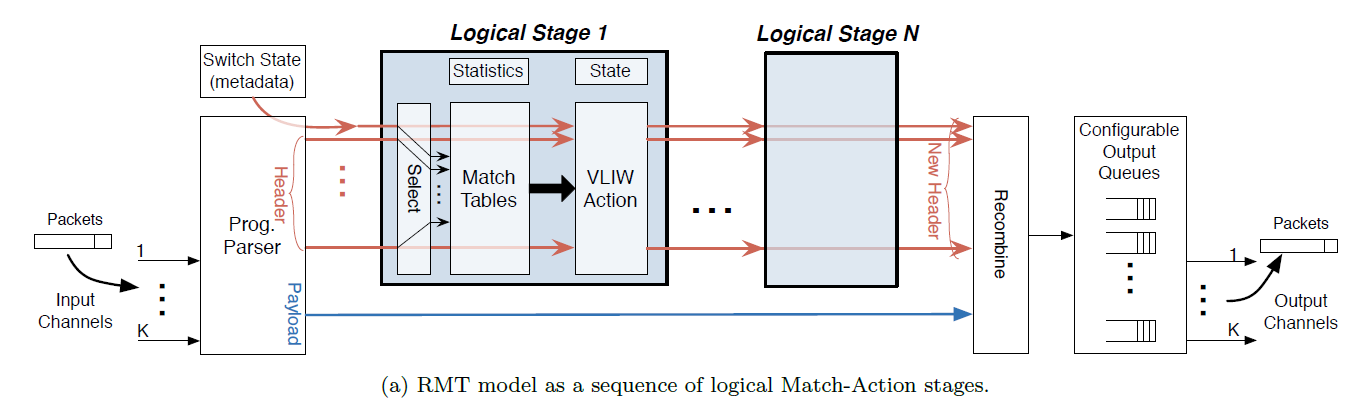 Logical Stage 1
Logical Stage N
Switch State
(metadata)
Statistics
State
Configurable
Output
Queues
Header
Select
Match
Tables
VLIW
Action
New Header
Recombine
Packets
Prog.
Parser
Packets
1
1
Input
Channels
Payload
Output
Channels
K
K
(a) RMT model as a sequence of logical Match-Action stages.